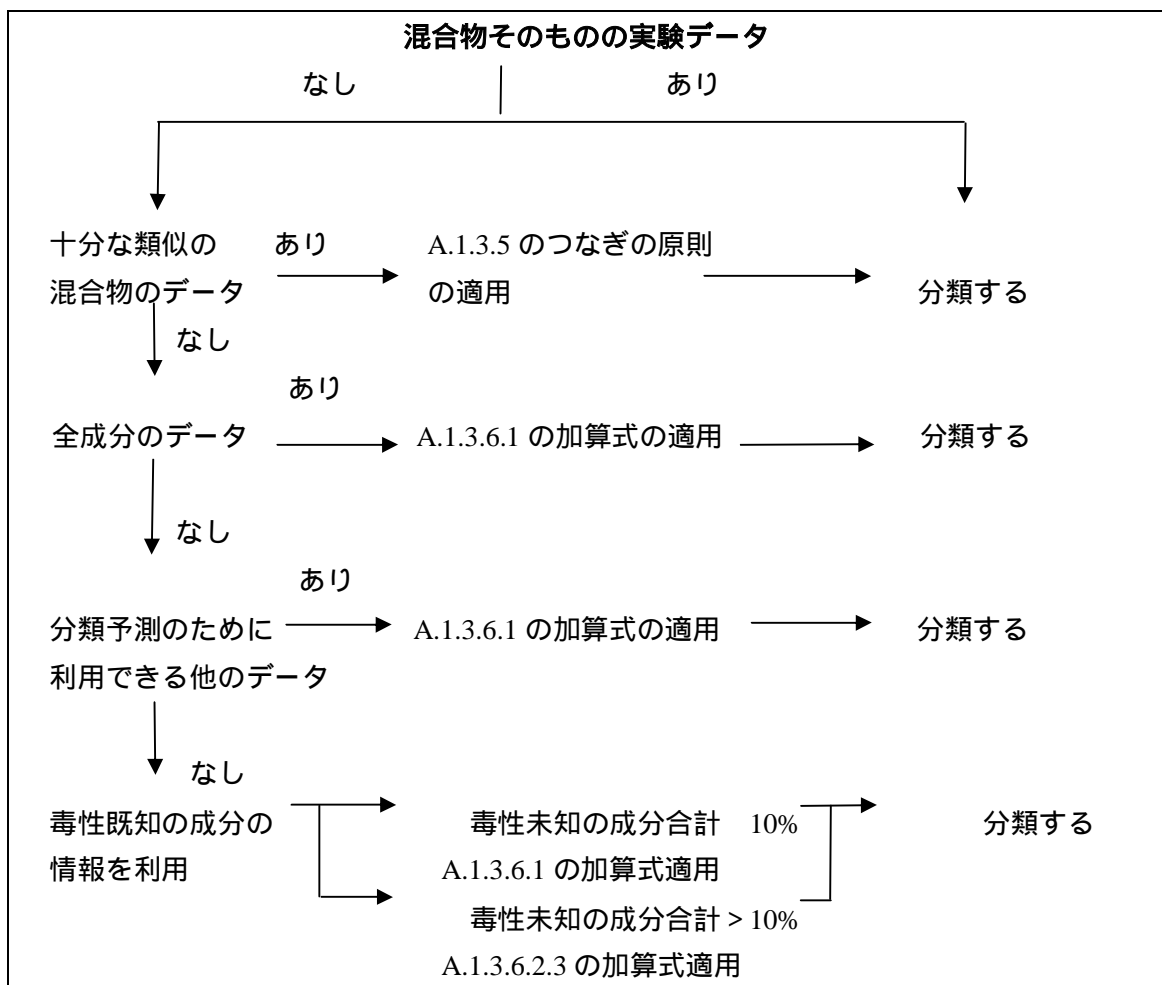 混合物そのものの実験データ
なし あり
十分な類似の あり A.1.3.5 のつなぎの原則
混合物のデータ の適用 分類する
なし
あり
全成分のデータ A.1.3.6.1 の加算式の適用 分類する
なし
あり
分類予測のために A.1.3.6.1 の加算式の適用 分類する
利用できる他のデータ
なし
毒性既知の成分の 毒性未知の成分合計 10% 分類する
情報を利用 A.1.3.6.1 の加算式適用
毒性未知の成分合計 > 10%
A.1.3.6.2.3 の加算式適用